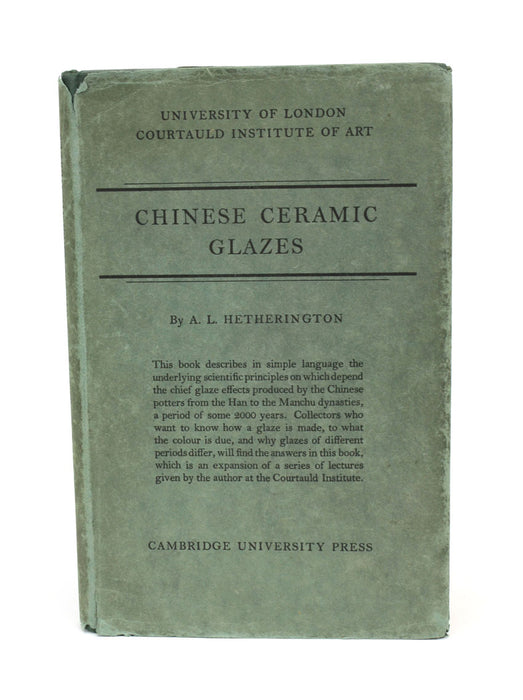 UNIVERSITY OF LONDON
COURTAULD INSTITUTE OF ART
CHINESE CERAMIC
GLAZES
By A. L. HETHERINGTON
This book describes in simple language the
underlying scientific principles on which depend
the chief glaze effects produced by the Chinese
potters from the Han to the Manchu dynasties,
a period of some 2000 years. Collectors who
want to know how a glaze is made, to what
the colour is due, and why glazes of different
periods differ, will find the answers in this book,
which is an expansion of a series of lectures
given by the author at the Courtauld Institute.
CAMBRIDGE UNIVERSITY PRESS